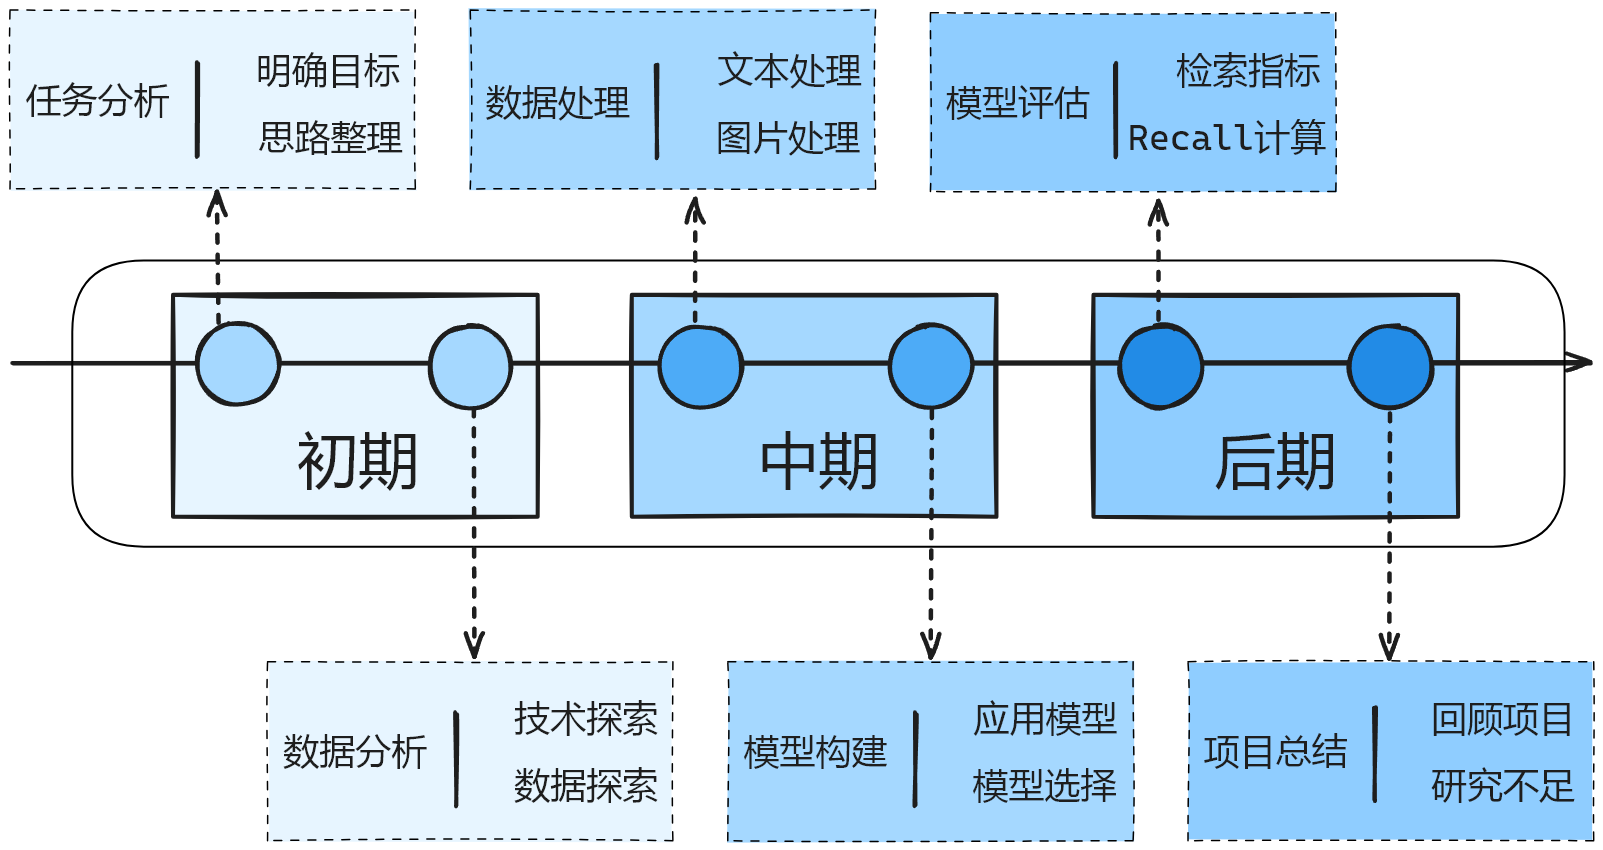 任务分析
明确目标
思路整理
数据处理
文本处理
图片处理
模型评估
检索指标
Recall计算
初期
中期
后期
数据分析
技术探索
数据探索
模型构建
应用模型
模型选择
项目总结
回顾项目
研究不足